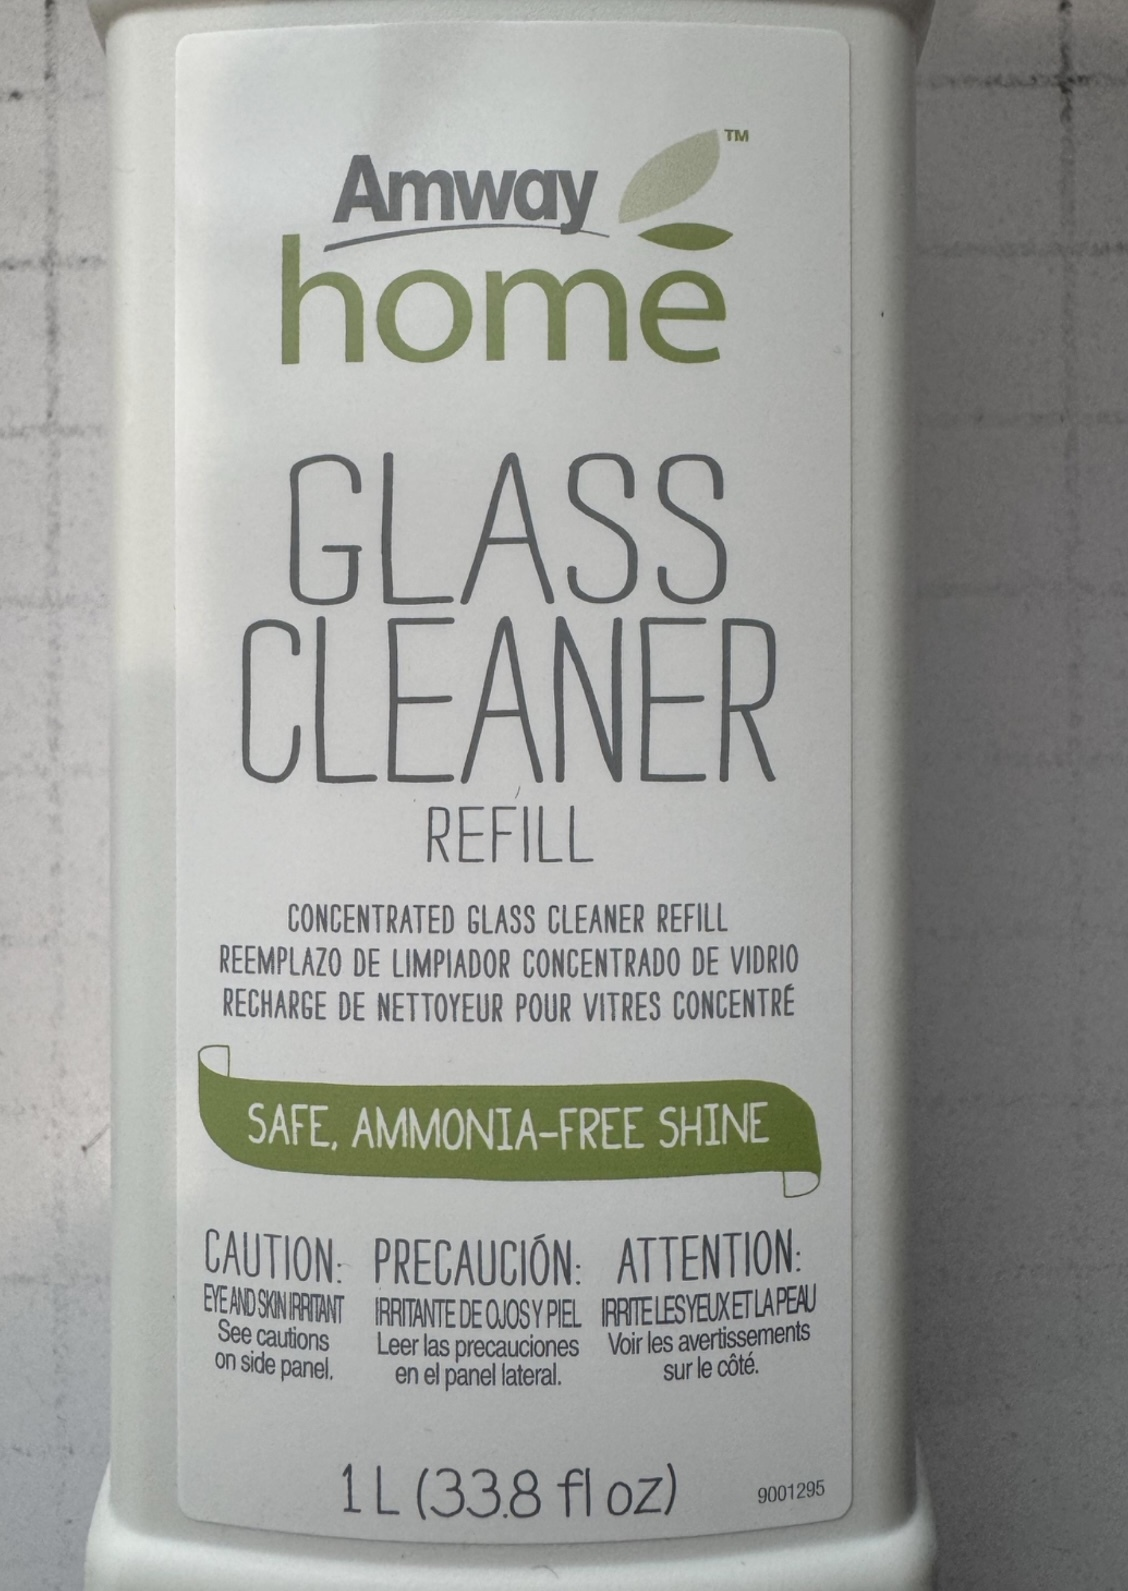 Amway™
home
GLASS
CLEANER
REFILL
CONCENTRATED GLASS CLEANER REFILL
REEMPLAZO DE LIMPIADOR CONCENTRADO DE VIDRIO
RECHARGE DE NETTOYEUR POUR VITRES CONCENTRÉ
SAFE, AMMONIA-FREE SHINE
CAUTION:
EYE AND SKIN IRRITANT
See cautions
on side panel.
PRECAUCIÓN:
IRRITANTE DE OJOS Y PIEL
Leer las precauciones
en el panel lateral.
ATTENTION:
IRRITE LES YEUX ET LA PEAU
Voir les avertissements
sur le côté.
1 L (33.8 fl oz)
9001295